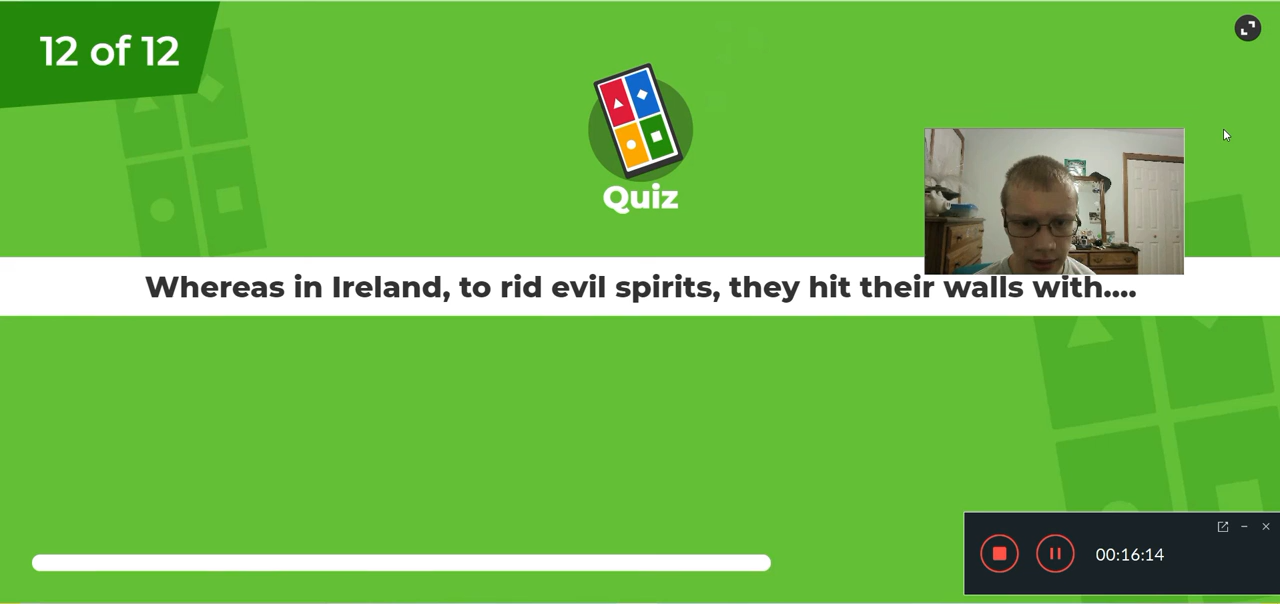 12 of 12
Quiz
Whereas in Ireland, to rid evil spirits, they hit their walls with....
00:16:14